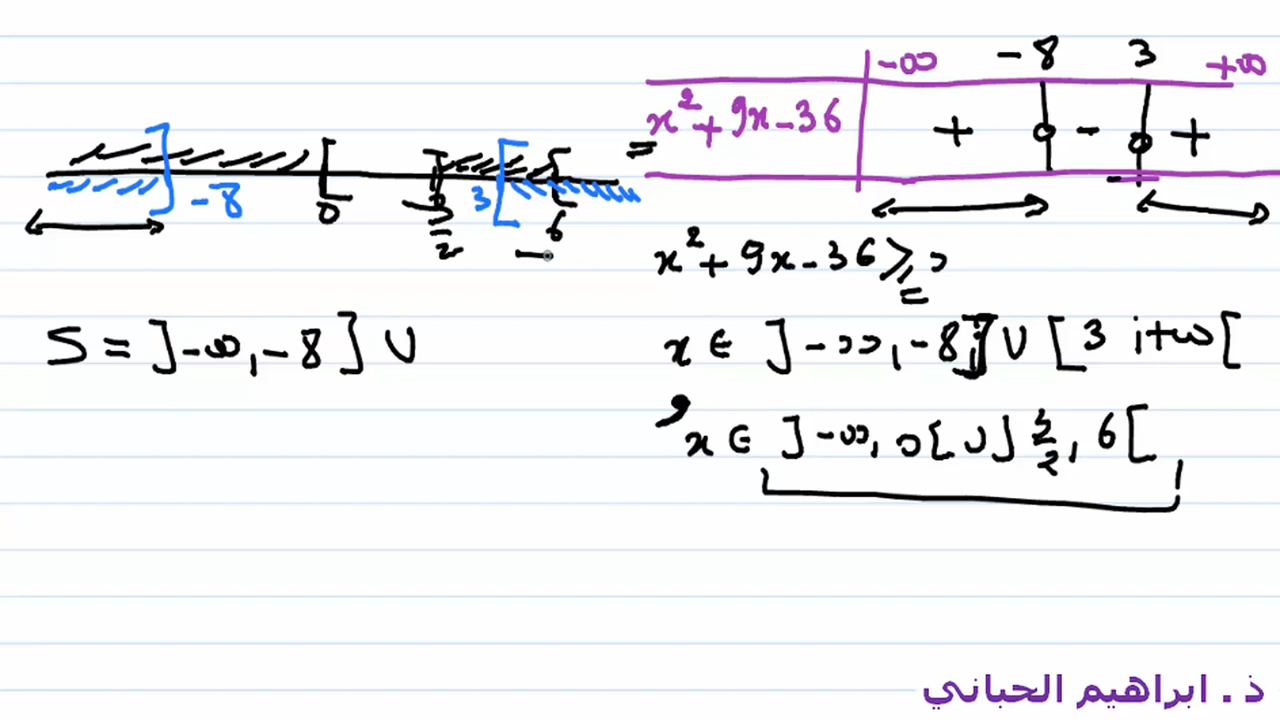 -∞ -8 3 +∞
x²+9x-36 + - +
-8 0 3/2 3 6
x²+9x-36 ≥ 0
S = ]-∞,-8] U
x ∈ ]-∞,-8] U [3 ; +∞[
و x ∈ ]-∞, 0[ U ]3/2, 6[
ذ . ابراهيم الحباني